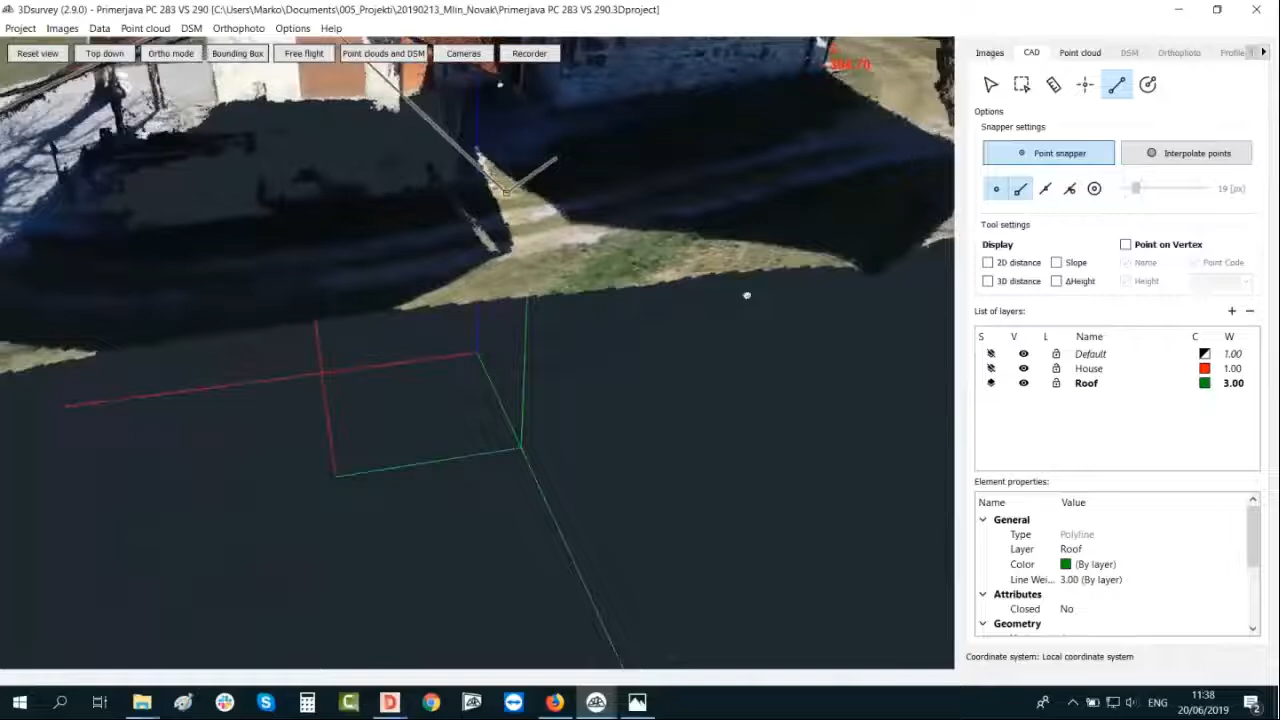 3Dsurvey (2.9.0) - Primerjava PC 283 VS 290 [C:\Users\Marko\Documents\005_Projekti\20190213_Mlin_Novak\Primerjava PC 283 VS 290.3Dproject]
Project Images Data Point cloud DSM Orthophoto Options Help
Reset view Top down Ortho mode Bounding Box Free flight Point clouds and DSM Cameras Recorder
Images CAD Point cloud DSM Orthophoto Profile
Options
Snapper settings
Point snapper Interpolate points
19 [px]
Tool settings
Display Point on Vertex
2D distance Slope Name Point Code
3D distance ΔHeight Height
List of layers: + −
S V L Name C W
Default 1.00
House 1.00
Roof 3.00
Element properties:
Name Value
General
Type Polyline
Layer Roof
Color (By layer)
Line Wei... 3.00 (By layer)
Attributes
Closed No
Geometry
Coordinate system: Local coordinate system
ENG
11:38
20/06/2019